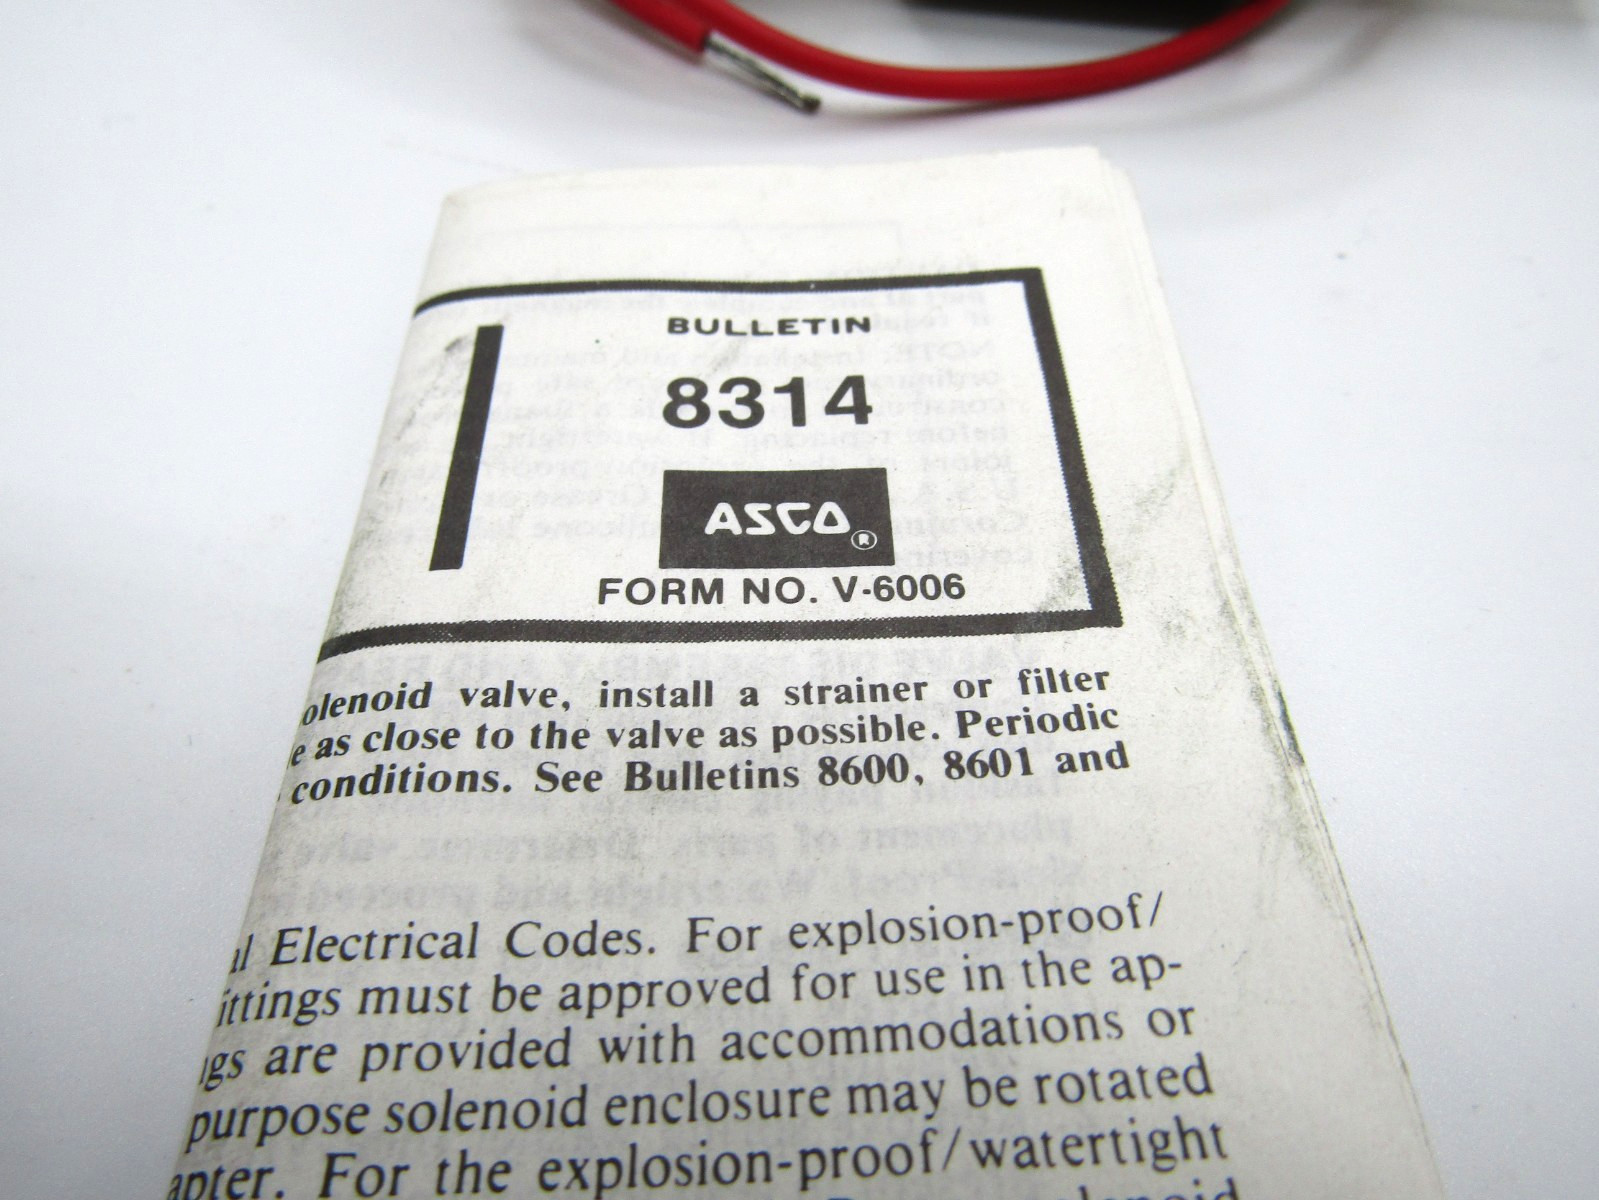 BULLETIN
8314
ASCO®
FORM NO. V-6006
olenoid valve, install a strainer or filter
e as close to the valve as possible. Periodic
conditions. See Bulletins 8600, 8601 and
al Electrical Codes. For explosion-proof/
ittings must be approved for use in the ap-
ngs are provided with accommodations or
purpose solenoid enclosure may be rotated
apter. For the explosion-proof/watertight
solenoid